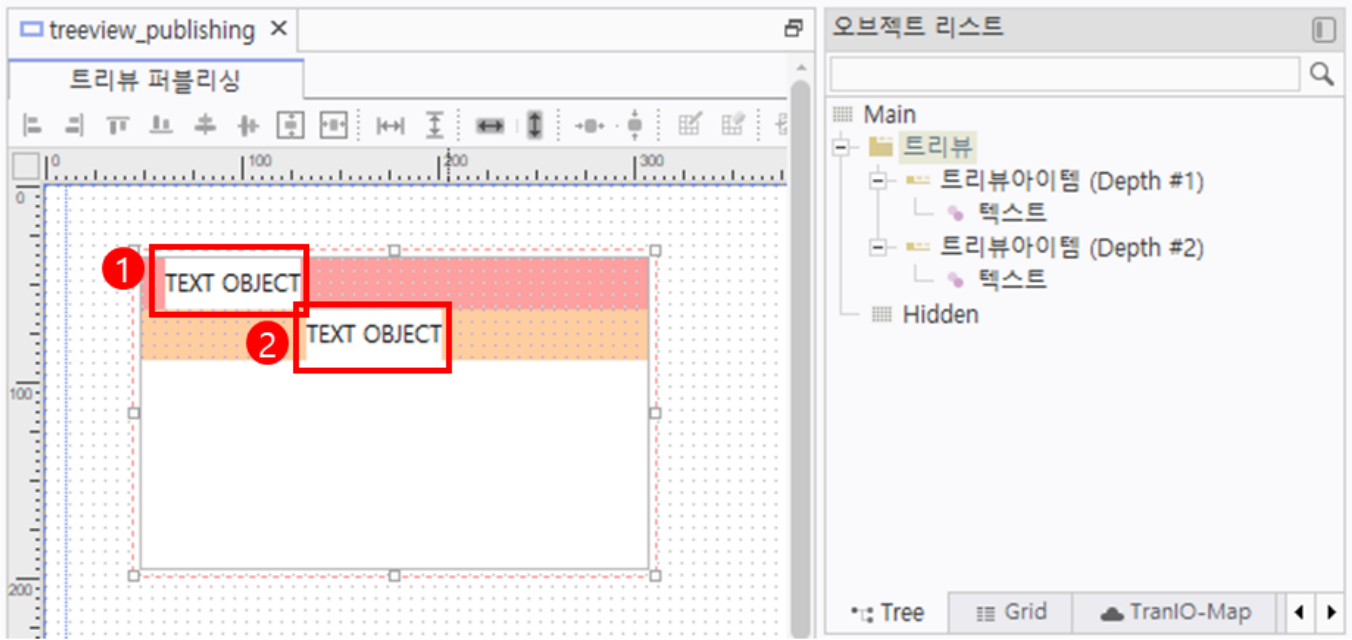 treeview_publishing ×
트리뷰 퍼블리싱
0 100 200 300
0
100
200
1 TEXT OBJECT
2 TEXT OBJECT
오브젝트 리스트
Main
트리뷰
트리뷰아이템 (Depth #1)
텍스트
트리뷰아이템 (Depth #2)
텍스트
Hidden
Tree Grid TranIO-Map